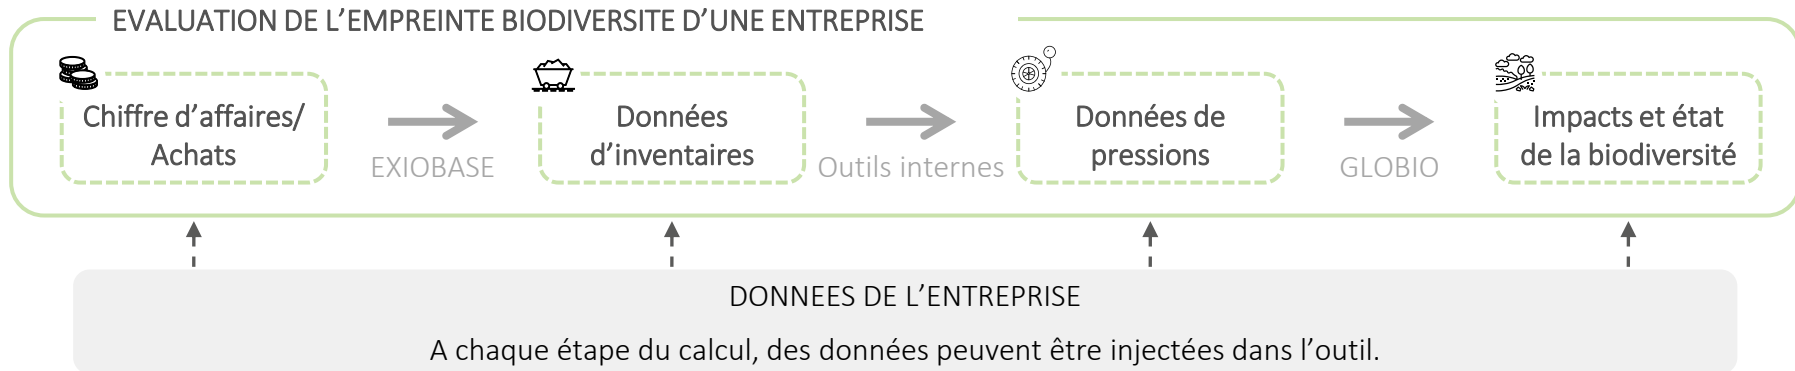 EVALUATION DE L’EMPREINTE BIODIVERSITE D’UNE ENTREPRISE
Chiffre d’affaires/
Achats
EXIOBASE
Données
d’inventaires
Outils internes
Données de
pressions
GLOBIO
Impacts et état
de la biodiversité
DONNEES DE L’ENTREPRISE
A chaque étape du calcul, des données peuvent être injectées dans l’outil.